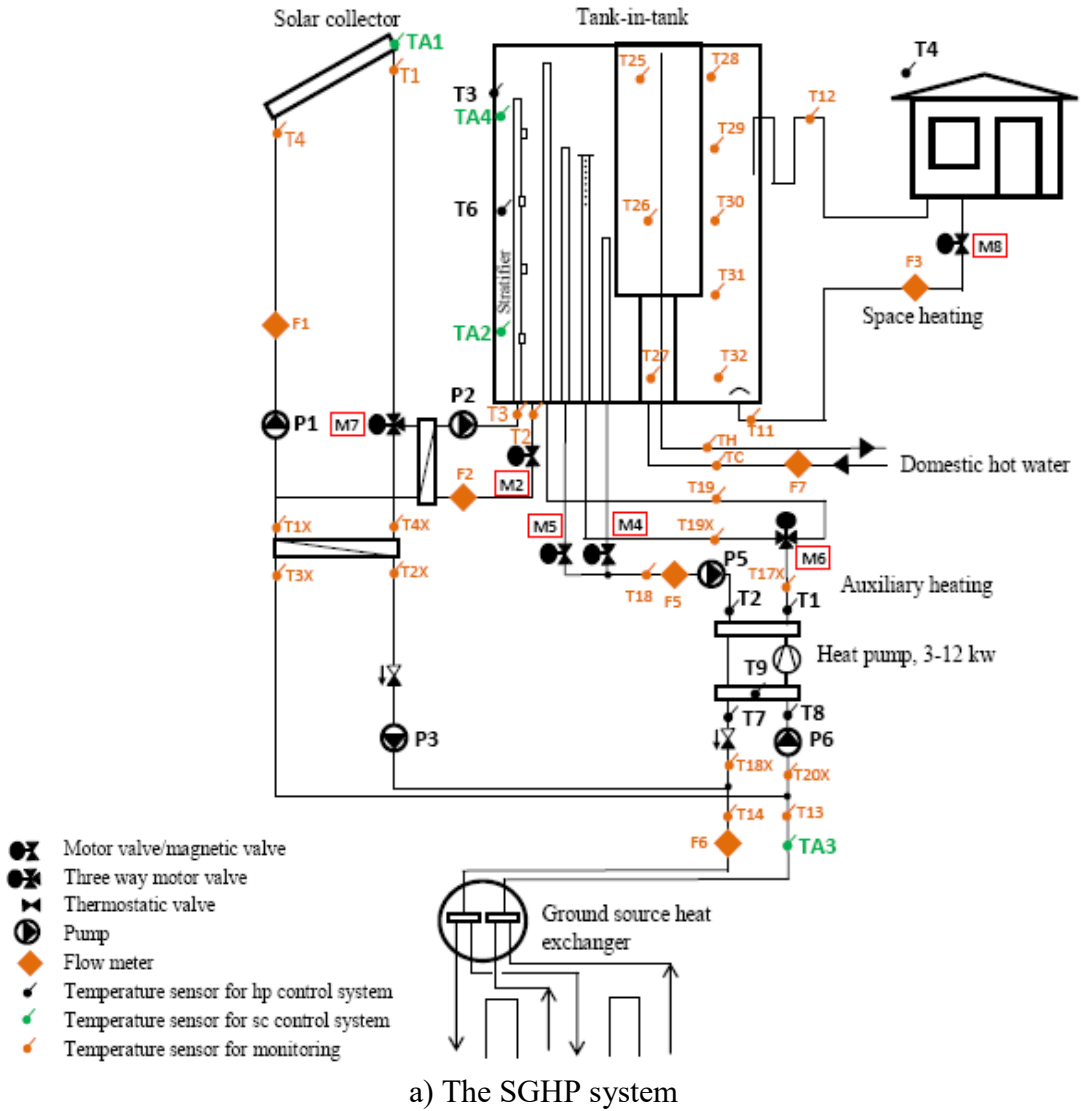 Solar collector
Tank-in-tank
TA1
T1
T4
T3
TA4
T6
Stratifier
TA2
T25
T28
T29
T26
T30
T31
T27
T32
T12
T4
M8
F3
Space heating
F1
P1
M7
P2
T3
T2
F2
M2
T11
TH
TC
F7
Domestic hot water
T19
T19X
M5
M4
M6
P5
T18
F5
T17X
Auxiliary heating
T2
T1
T1X
T4X
T3X
T2X
Heat pump, 3-12 kw
T9
T7
T8
P3
P6
T18X
T20X
T14
T13
F6
TA3
Motor valve/magnetic valve
Three way motor valve
Thermostatic valve
Pump
Flow meter
Temperature sensor for hp control system
Temperature sensor for sc control system
Temperature sensor for monitoring
Ground source heat
exchanger
a) The SGHP system